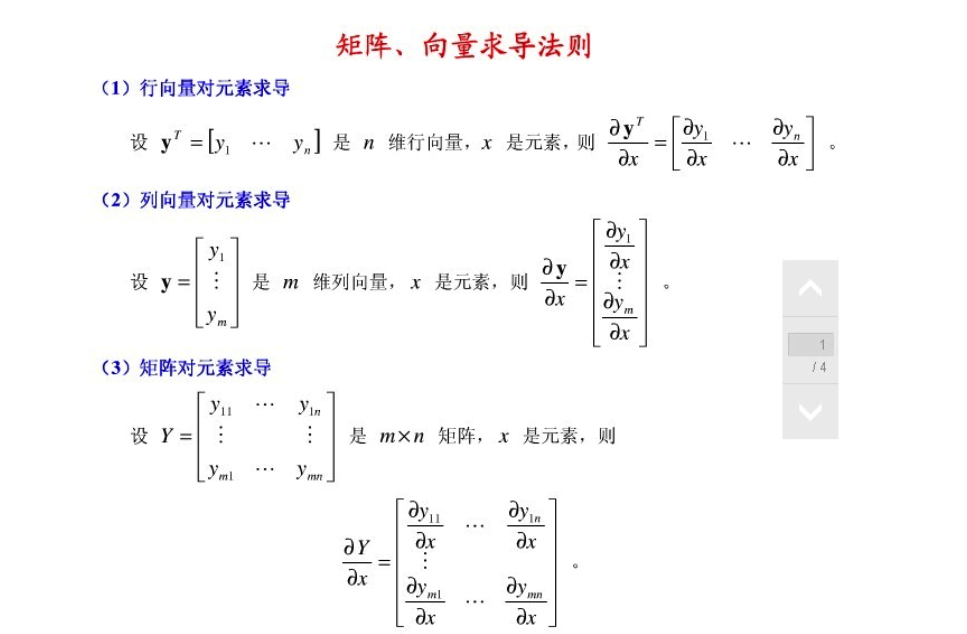 矩阵、向量求导法则
（1）行向量对元素求导
设 y^T = [y_1 ⋯ y_n] 是 n 维行向量，x 是元素，则 ∂y^T/∂x = [∂y_1/∂x ⋯ ∂y_n/∂x]。
（2）列向量对元素求导
设 y = [y_1 ⋮ y_m] 是 m 维列向量，x 是元素，则 ∂y/∂x = [∂y_1/∂x ⋮ ∂y_m/∂x]。
1
/ 4
（3）矩阵对元素求导
设 Y = [y_11 ⋯ y_1n ⋮ ⋮ y_m1 ⋯ y_mn] 是 m×n 矩阵，x 是元素，则
∂Y/∂x = [∂y_11/∂x ⋯ ∂y_1n/∂x ⋮ ∂y_m1/∂x ⋯ ∂y_mn/∂x]。